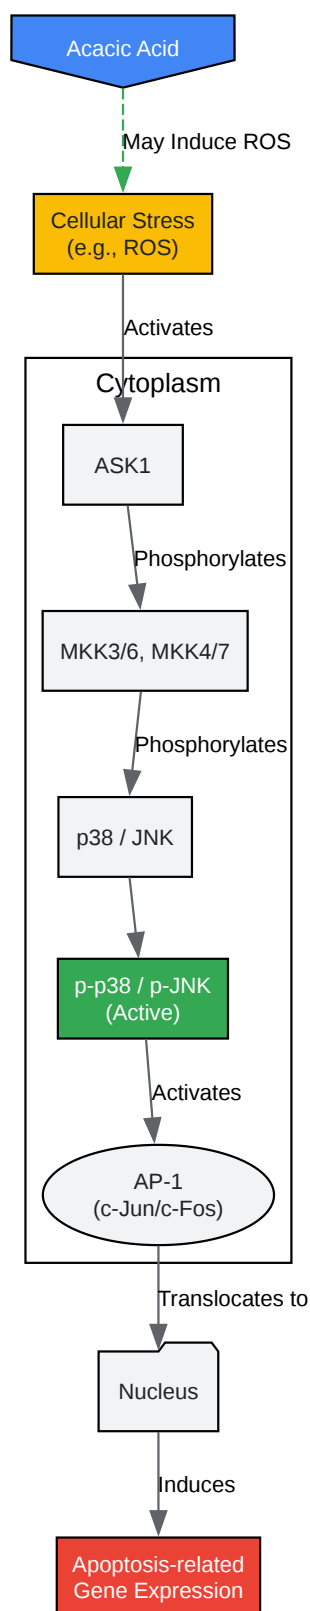 Acacic Acid
May Induce ROS
Cellular Stress
(e.g., ROS)
Activates
Cytoplasm
ASK1
Phosphorylates
MKK3/6, MKK4/7
Phosphorylates
p38 / JNK
p-p38 / p-JNK
(Active)
Activates
AP-1
(c-Jun/c-Fos)
Translocates to
Nucleus
Induces
Apoptosis-related
Gene Expression